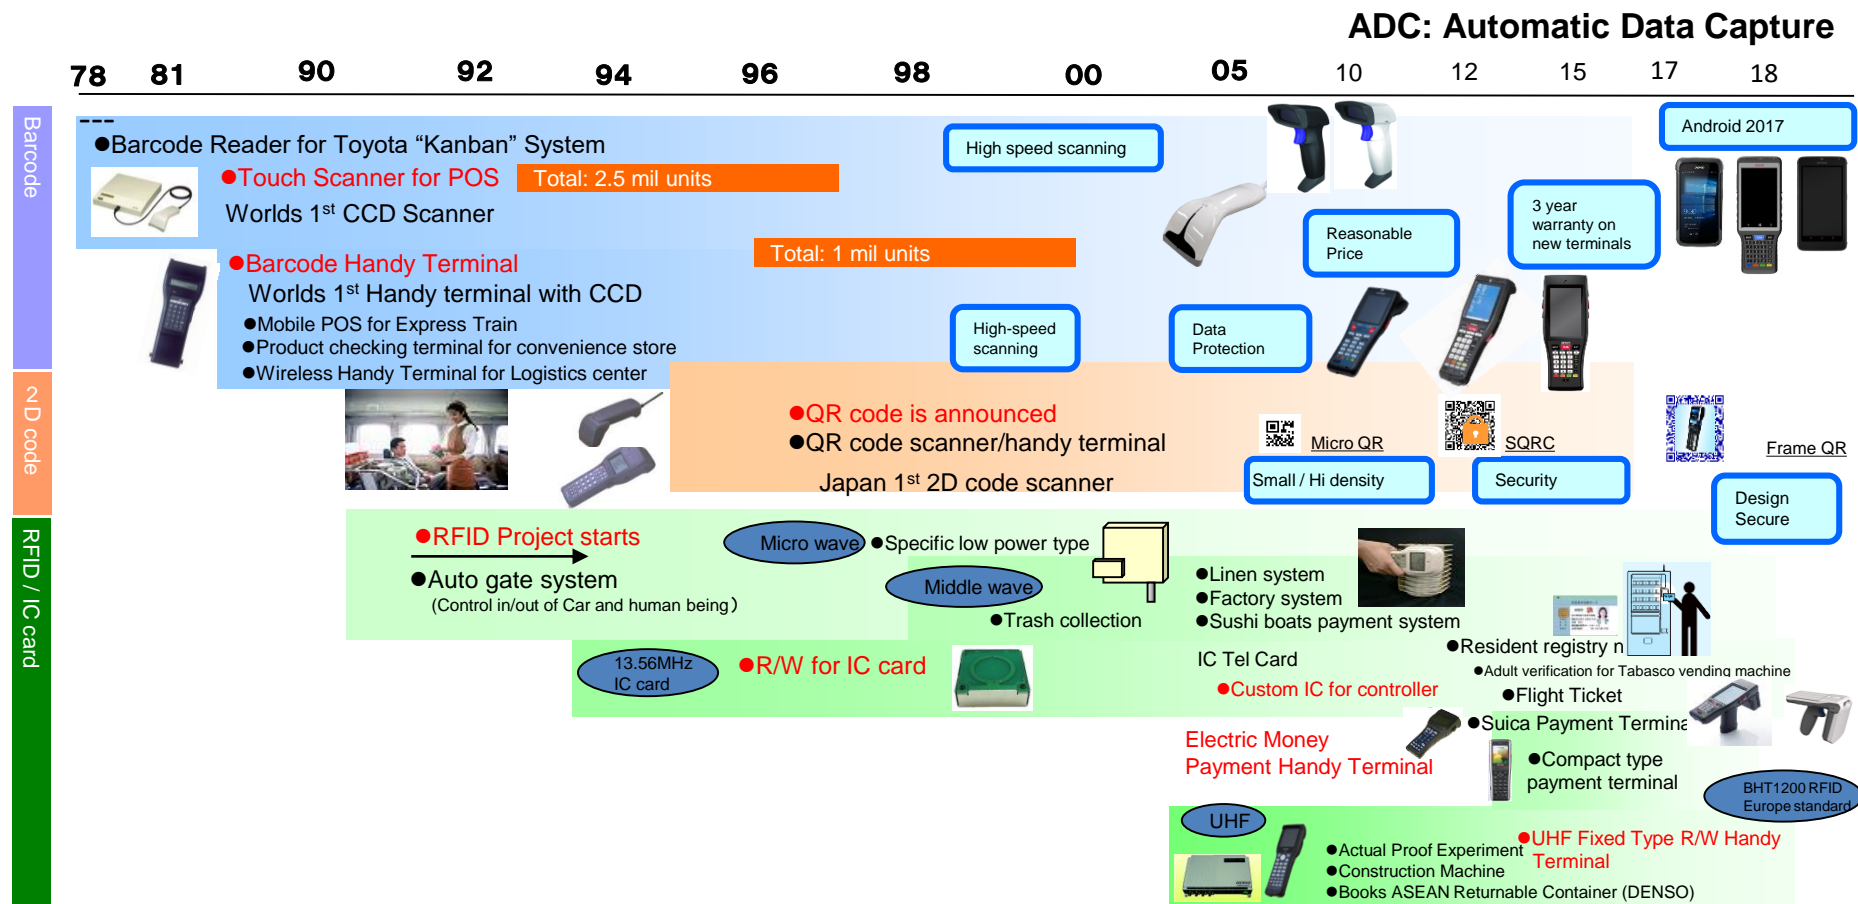 ADC: Automatic Data Capture
78 81 90 92 94 96 98 00 05 10 12 15 17 18
Barcode
---
●Barcode Reader for Toyota “Kanban” System
●Touch Scanner for POS
Total: 2.5 mil units
Worlds 1st CCD Scanner
High speed scanning
Android 2017
3 year
warranty on
new terminals
Reasonable
Price
●Barcode Handy Terminal
Total: 1 mil units
Worlds 1st Handy terminal with CCD
●Mobile POS for Express Train
●Product checking terminal for convenience store
●Wireless Handy Terminal for Logistics center
High-speed
scanning
Data
Protection
2D code
●QR code is announced
●QR code scanner/handy terminal
Japan 1st 2D code scanner
Micro QR
Small / Hi density
SQRC
Security
Frame QR
Design
Secure
RFID / IC card
●RFID Project starts
●Auto gate system
(Control in/out of Car and human being）
Micro wave
●Specific low power type
Middle wave
●Trash collection
●Linen system
●Factory system
●Sushi boats payment system
13.56MHz
IC card
●R/W for IC card
IC Tel Card
●Custom IC for controller
●Resident registry n
●Adult verification for Tabasco vending machine
●Flight Ticket
●Suica Payment Termina
Electric Money
Payment Handy Terminal
●Compact type
payment terminal
BHT1200 RFID
Europe standard
UHF
●Actual Proof Experiment
●Construction Machine
●Books ASEAN Returnable Container (DENSO)
●UHF Fixed Type R/W Handy
Terminal